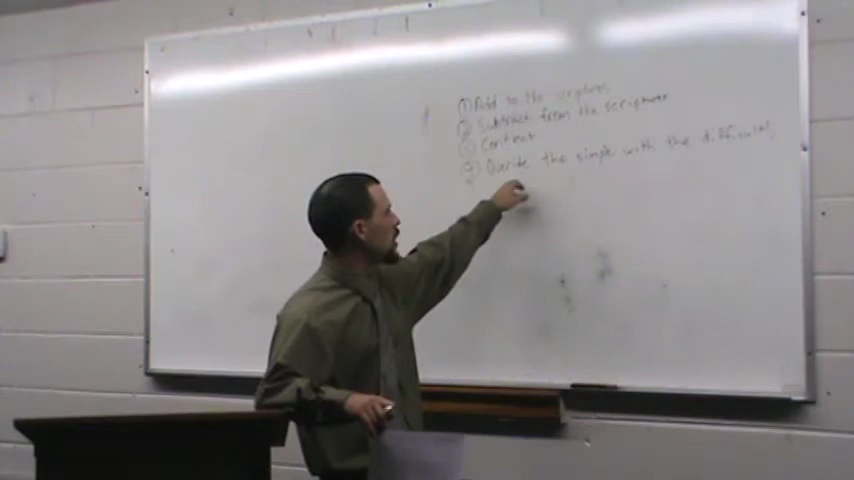 ① Add to the scriptures
② Subtract from the scriptures
③ Context
④ Override the simple with the difficult!